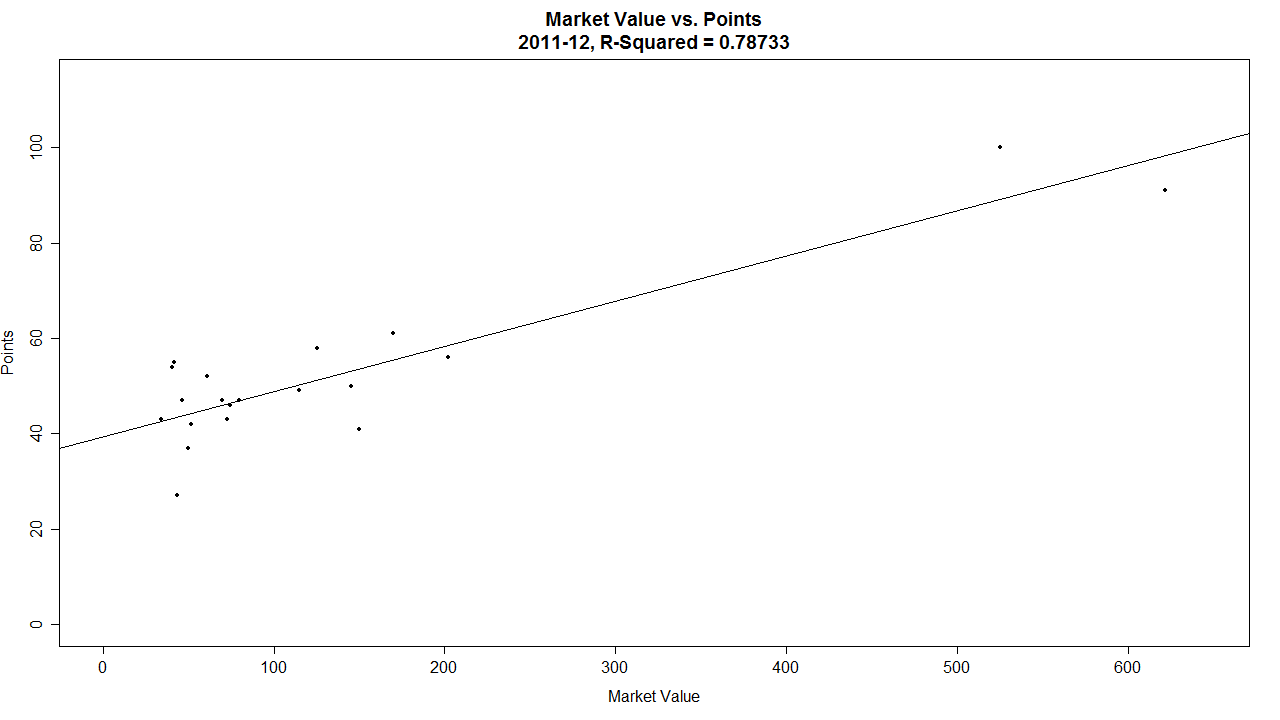 Market Value vs. Points
2011-12, R-Squared = 0.78733
Points
100
80
60
40
20
0
0 100 200 300 400 500 600
Market Value